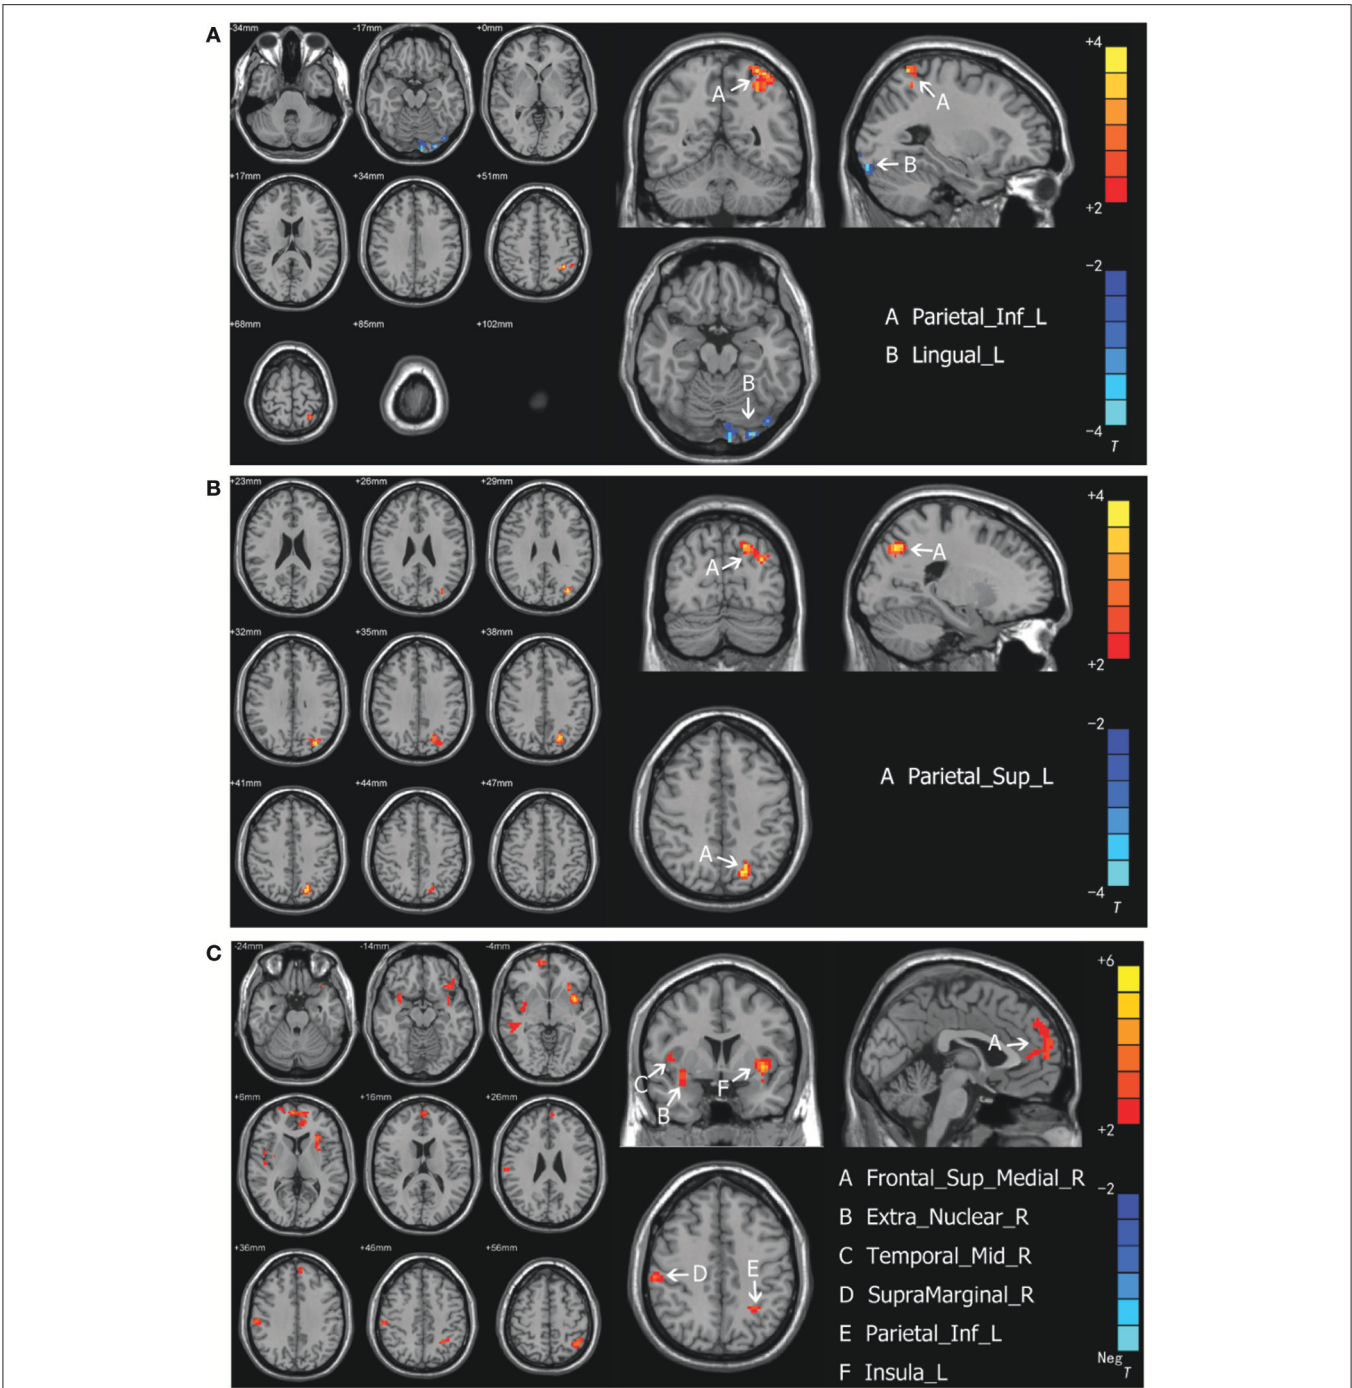 A
-34mm
-17mm
+0mm
+17mm
+34mm
+51mm
+68mm
+85mm
+102mm
A
A
B
B
A Parietal_Inf_L
B Lingual_L
+4
+2
−2
−4
T
B
+23mm
+26mm
+29mm
+32mm
+35mm
+38mm
+41mm
+44mm
+47mm
A
A
A
A Parietal_Sup_L
+4
+2
−2
−4
T
C
-24mm
-14mm
-4mm
+6mm
+16mm
+26mm
+36mm
+46mm
+56mm
C
B
F
A
D
E
A Frontal_Sup_Medial_R
B Extra_Nuclear_R
C Temporal_Mid_R
D SupraMarginal_R
E Parietal_Inf_L
F Insula_L
+6
+2
−2
Neg
T